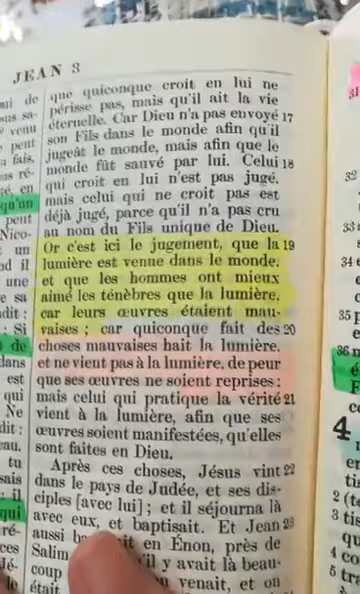 JEAN 3
que quiconque croit en lui ne
périsse pas, mais qu'il ait la vie
éternelle. Car Dieu n'a pas envoyé 17
son Fils dans le monde afin qu'il
jugeât le monde, mais afin que le
monde fût sauvé par lui. Celui 18
qui croit en lui n'est pas jugé,
mais celui qui ne croit pas est
déjà jugé, parce qu'il n'a pas cru
au nom du Fils unique de Dieu.
Or c'est ici le jugement, que la 19
lumière est venue dans le monde,
et que les hommes ont mieux
aimé les ténèbres que la lumière,
car leurs œuvres étaient mau-
vaises ; car quiconque fait des 20
choses mauvaises hait la lumière,
et ne vient pas à la lumière, de peur
que ses œuvres ne soient reprises ;
mais celui qui pratique la vérité 21
vient à la lumière, afin que ses
œuvres soient manifestées, qu'elles
sont faites en Dieu.
Après ces choses, Jésus vint 22
dans le pays de Judée, et ses dis-
ciples [avec lui] ; et il séjourna là
avec eux, et baptisait. Et Jean 23
aussi en Énon, près de
Salim il y avait là beau-
coup venait, et on
était